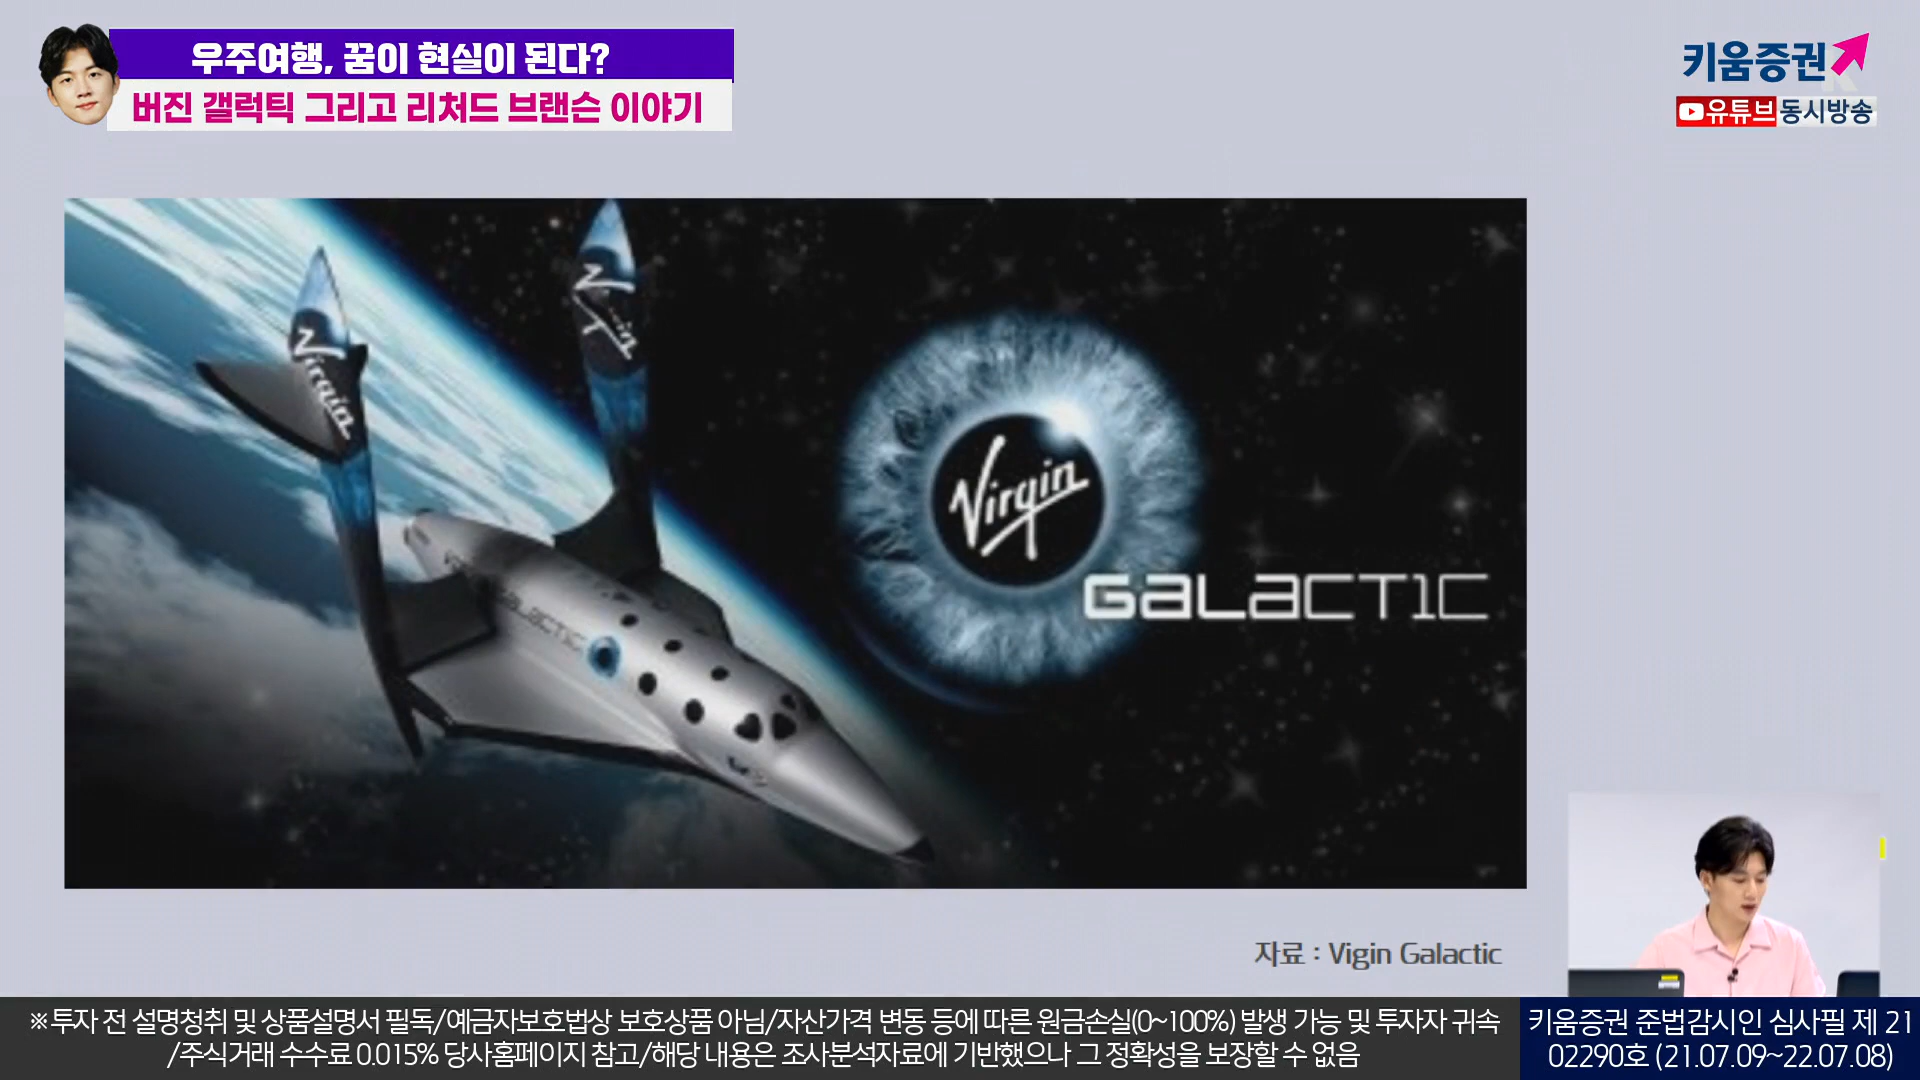 우주여행, 꿈이 현실이 된다?
버진 갤럭틱 그리고 리처드 브랜슨 이야기
키움증권
유튜브 동시방송
Virgin
Virgin
Virgin
GALACTIC
GALACTIC
자료 : Vigin Galactic
※투자 전 설명청취 및 상품설명서 필독/예금자보호법상 보호상품 아님/자산가격 변동 등에 따른 원금손실(0~100%) 발생 가능 및 투자자 귀속
/주식거래 수수료 0.015% 당사홈페이지 참고/해당 내용은 조사분석자료에 기반했으나 그 정확성을 보장할 수 없음
키움증권 준법감시인 심사필 제 21
02290호 (21.07.09~22.07.08)